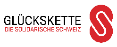 GLÜCKSKETTE
DIE SOLIDARISCHE SCHWEIZ